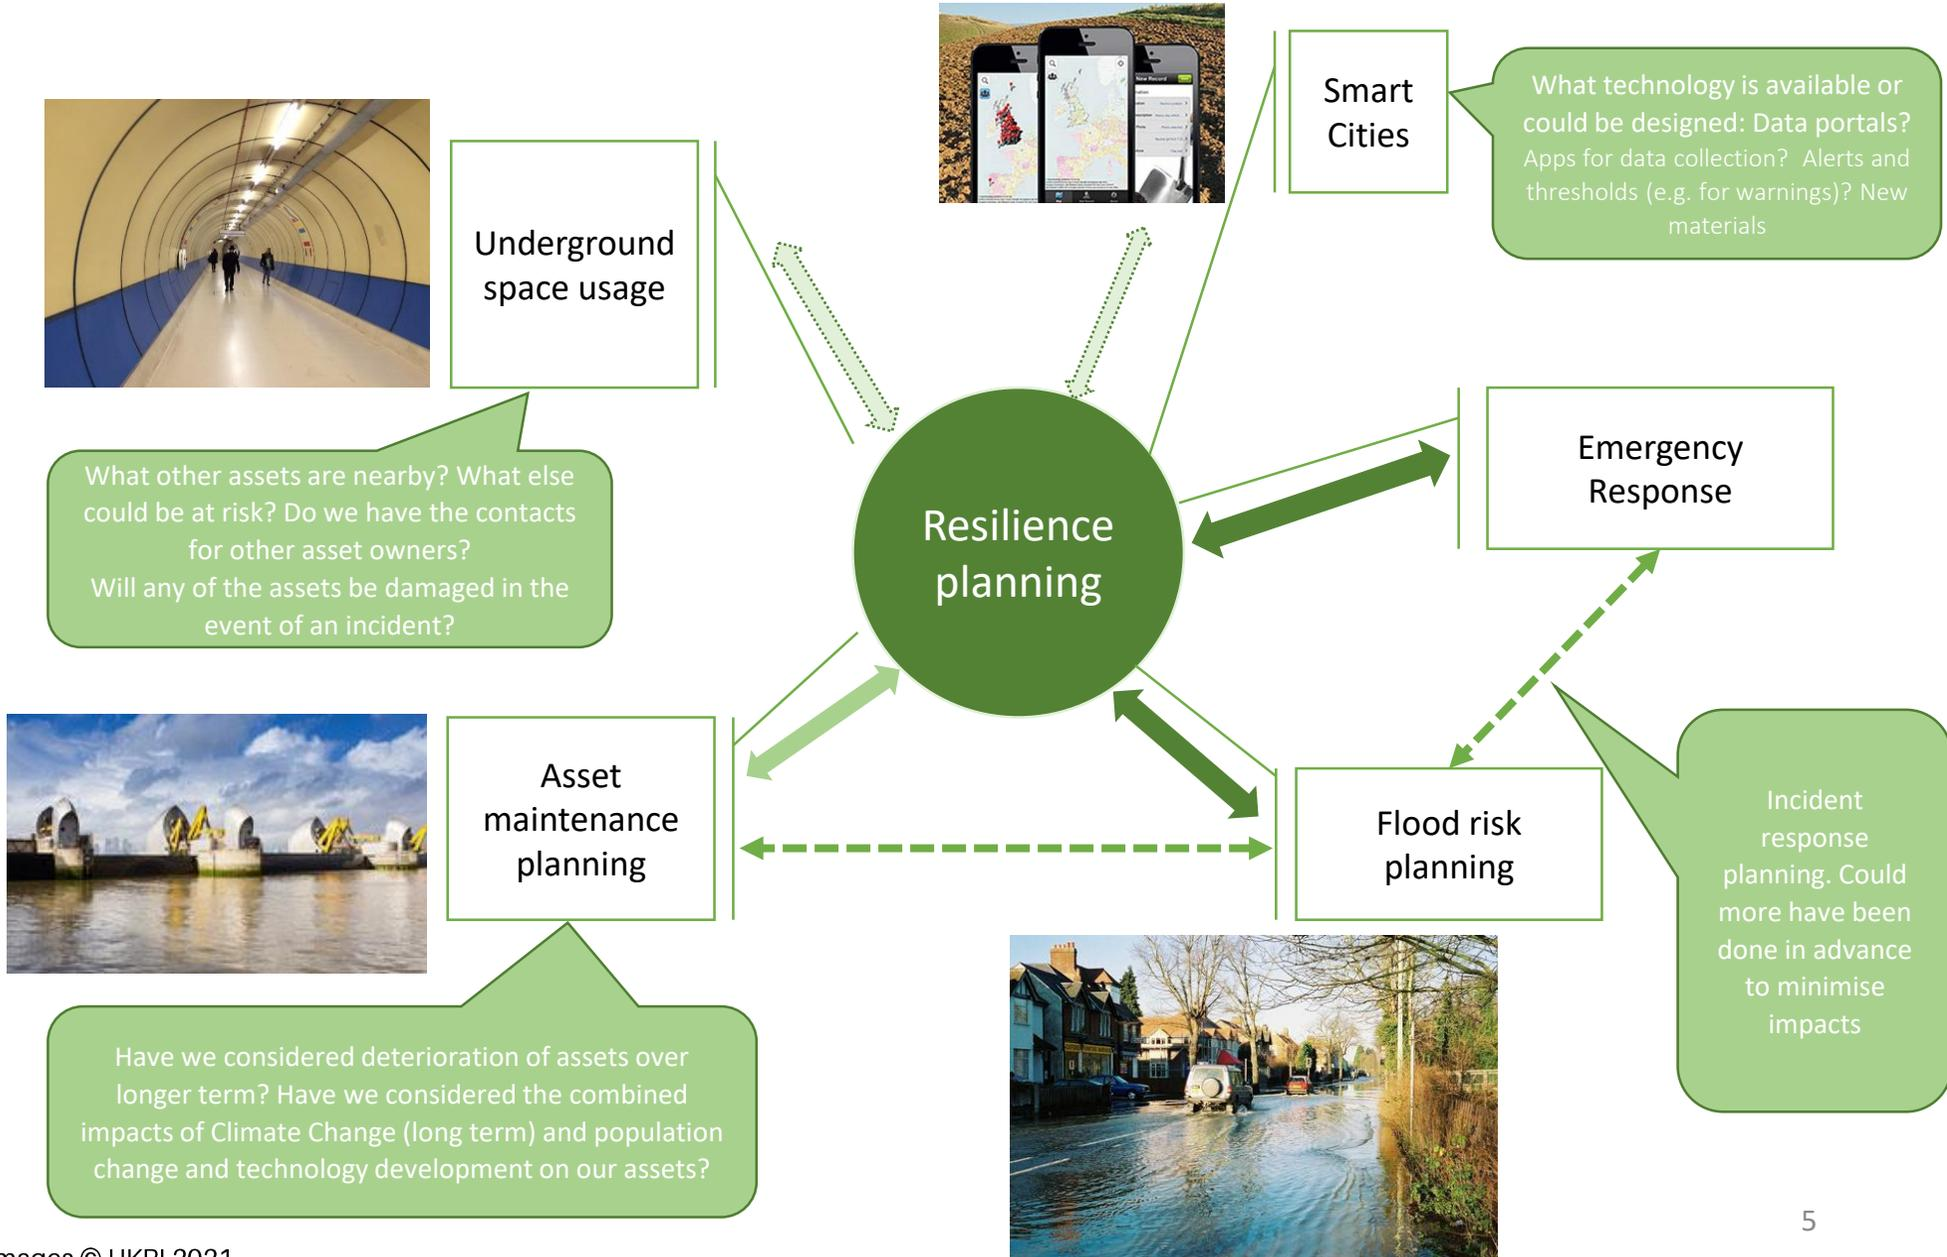 Underground
space usage
Smart
Cities
What technology is available or
could be designed: Data portals?
Apps for data collection?  Alerts and
thresholds (e.g. for warnings)? New
materials
New Record
Emergency
Response
What other assets are nearby? What else
could be at risk? Do we have the contacts
for other asset owners?
Will any of the assets be damaged in the
event of an incident?
Resilience
planning
Asset
maintenance
planning
Flood risk
planning
Incident
response
planning. Could
more have been
done in advance
to minimise
impacts
Have we considered deterioration of assets over
longer term? Have we considered the combined
impacts of Climate Change (long term) and population
change and technology development on our assets?
5
© UKRI 2021